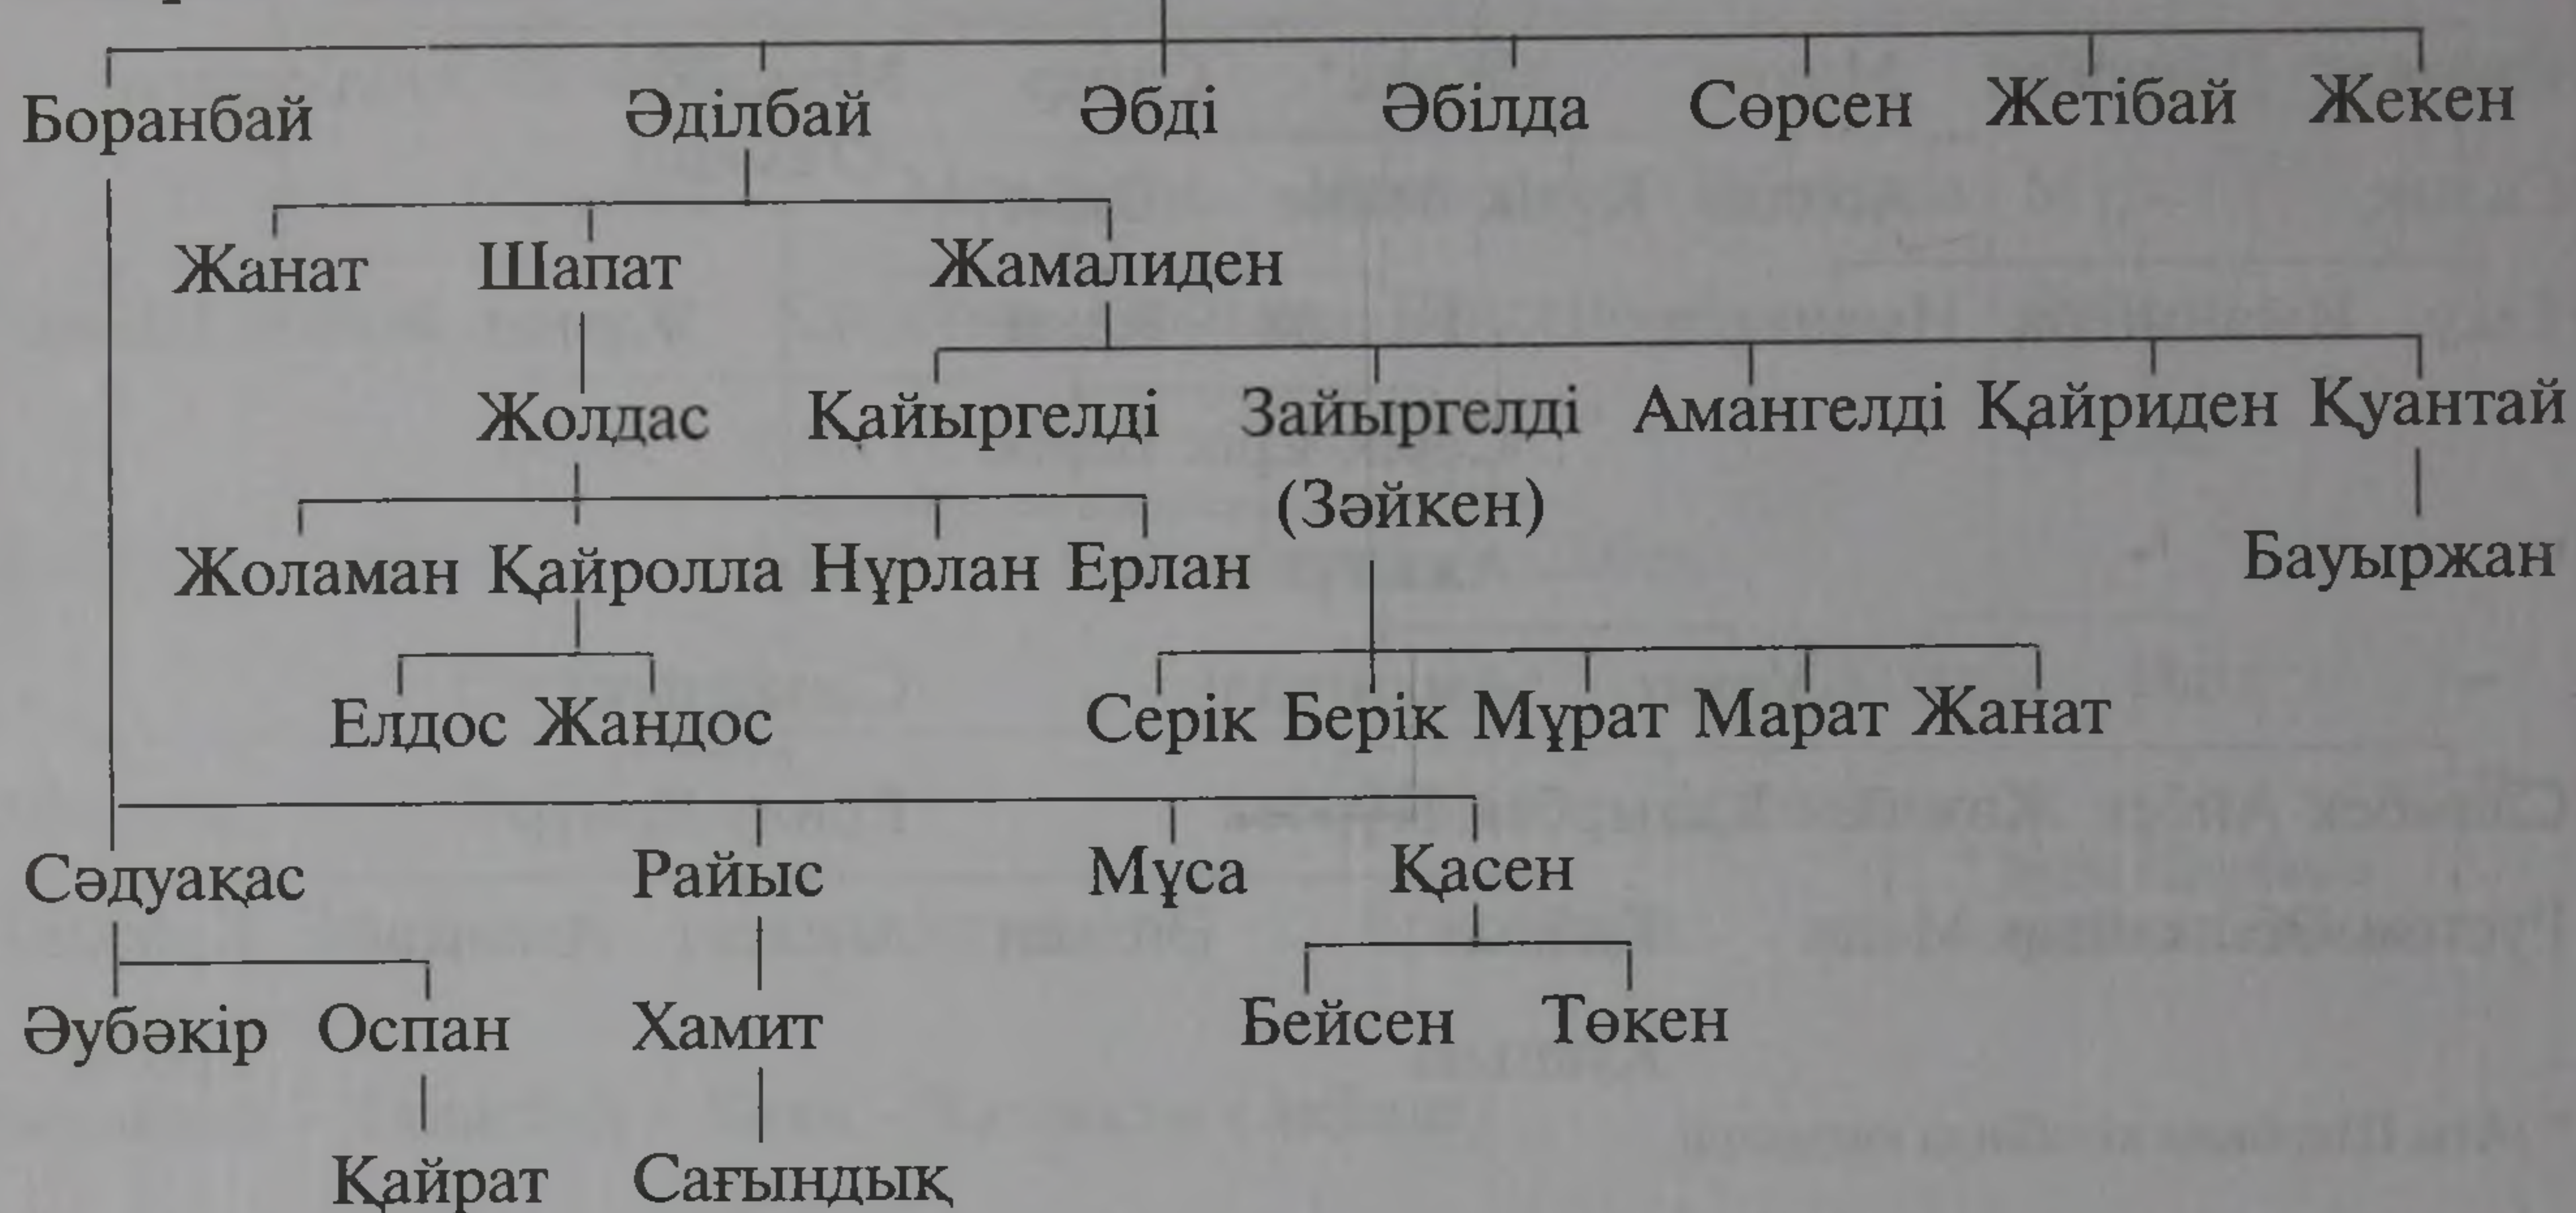 Боранбай Әділбай Әбді Әбілда Сөрсен Жетібай Жекен
Жанат Шапат Жамалиден
Жолдас Қайыргелді Зайыргелді Амангелді Қайриден Қуантай
(Зәйкен)
Жоламан Қайролла Нұрлан Ерлан Бауыржан
Елдос Жандос Серік Берік Мұрат Марат Жанат
Сәдуақас Райыс Мұса Қасен
Әубәкір Оспан Хамит Бейсен Төкен
Қайрат Сағындық